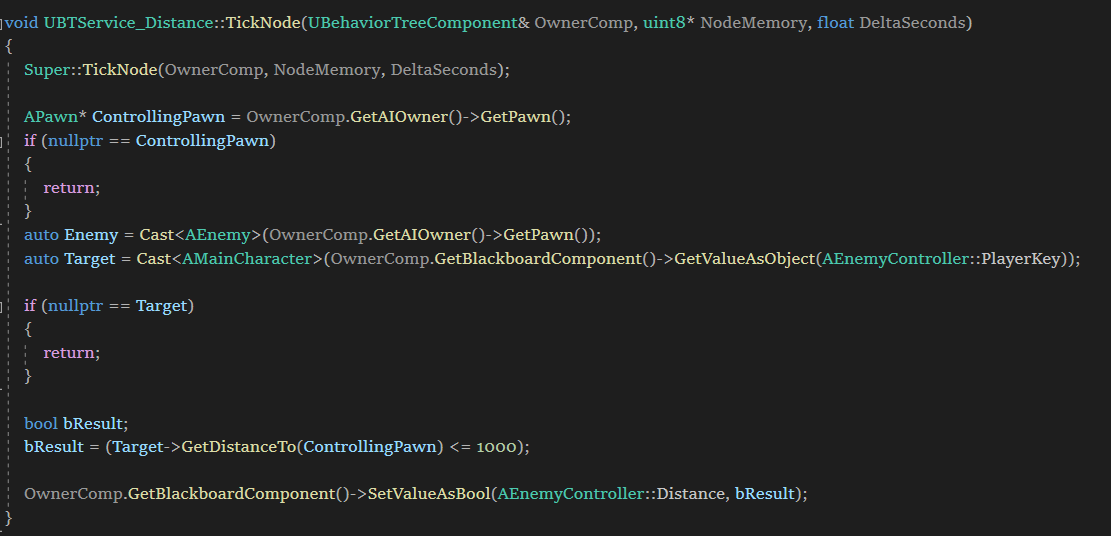 void UBTService_Distance::TickNode(UBehaviorTreeComponent& OwnerComp, uint8* NodeMemory, float DeltaSeconds)
{
Super::TickNode(OwnerComp, NodeMemory, DeltaSeconds);
APawn* ControllingPawn = OwnerComp.GetAIOwner()->GetPawn();
if (nullptr == ControllingPawn)
{
return;
}
auto Enemy = Cast<AEnemy>(OwnerComp.GetAIOwner()->GetPawn());
auto Target = Cast<AMainCharacter>(OwnerComp.GetBlackboardComponent()->GetValueAsObject(AEnemyController::PlayerKey));
if (nullptr == Target)
{
return;
}
bool bResult;
bResult = (Target->GetDistanceTo(ControllingPawn) <= 1000);
OwnerComp.GetBlackboardComponent()->SetValueAsBool(AEnemyController::Distance, bResult);
}